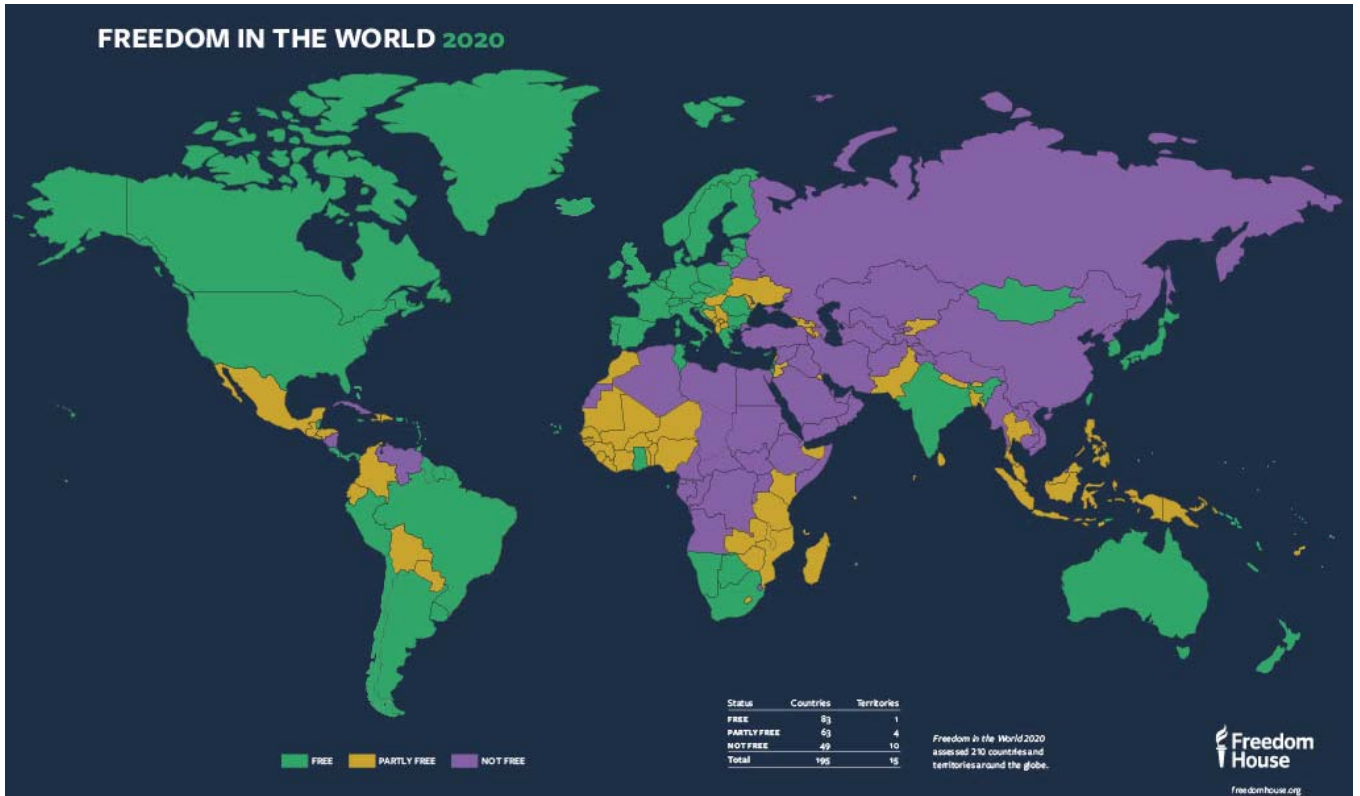 FREEDOM IN THE WORLD 2020
Status Countries Territories
FREE 83 1
PARTLY FREE 63 4
NOT FREE 49 10
Total 195 15
Freedom in the World 2020
assessed 210 countries and
territories around the globe.
FREE PARTLY FREE NOT FREE
Freedom
House
freedomhouse.org